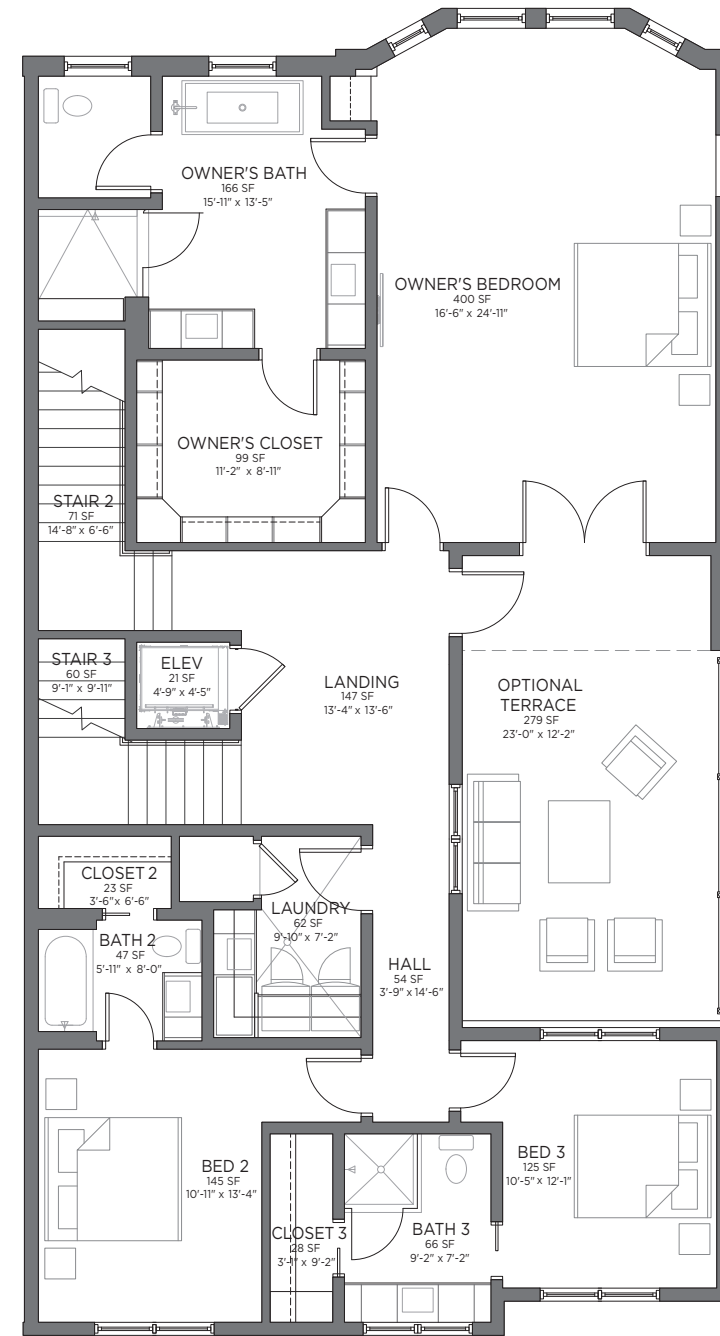 OWNER'S BATH
166 SF
15'-11" x 13'-5"
OWNER'S BEDROOM
400 SF
16'-6" x 24'-11"
OWNER'S CLOSET
99 SF
11'-2" x 8'-11"
STAIR 2
71 SF
14'-8" x 6'-6"
STAIR 3
60 SF
9'-1" x 9'-11"
ELEV
21 SF
4'-9" x 4'-5"
LANDING
147 SF
13'-4" x 13'-6"
OPTIONAL
TERRACE
279 SF
23'-0" x 12'-2"
CLOSET 2
23 SF
3'-6" x 6'-6"
LAUNDRY
62 SF
9'-10" x 7'-2"
BATH 2
47 SF
5'-11" x 8'-0"
HALL
54 SF
3'-9" x 14'-6"
BED 2
145 SF
10'-11" x 13'-4"
BED 3
125 SF
10'-5" x 12'-1"
CLOSET 3
28 SF
3'-1" x 9'-2"
BATH 3
66 SF
9'-2" x 7'-2"